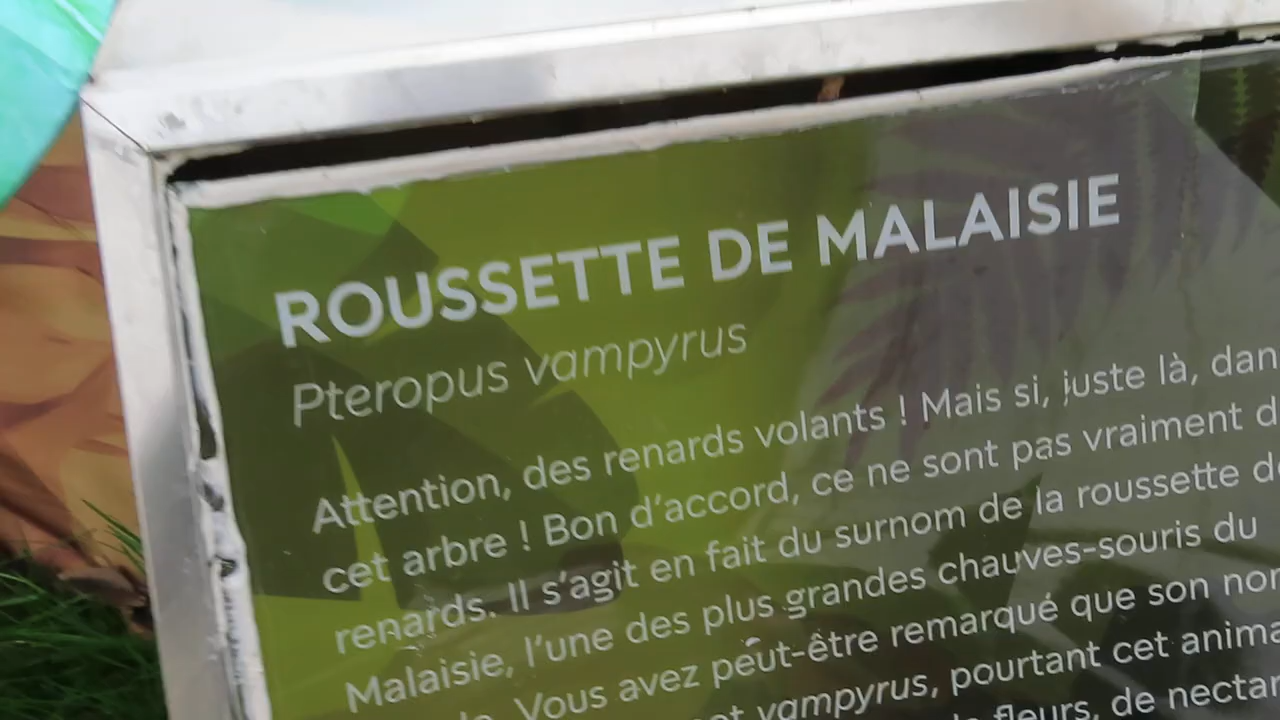 ROUSSETTE DE MALAISIE
Pteropus vampyrus
Attention, des renards volants ! Mais si, juste là, dan
cet arbre ! Bon d'accord, ce ne sont pas vraiment d
renards. Il s'agit en fait du surnom de la roussette de
Malaisie, l'une des plus grandes chauves-souris du
Vous avez peut-être remarqué que son nom
vampyrus, pourtant cet anima
fleurs, de nectar